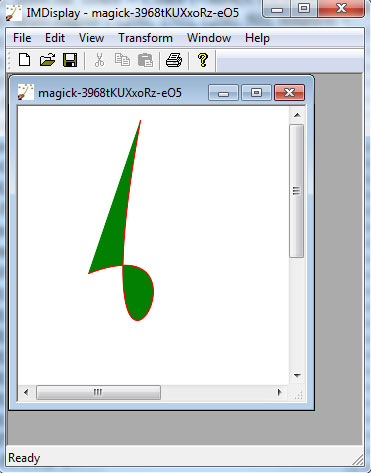 IMDisplay - magick-3968tKUXxoRz-eO5
File Edit View Transform Window Help
magick-3968tKUXxoRz-eO5
Ready